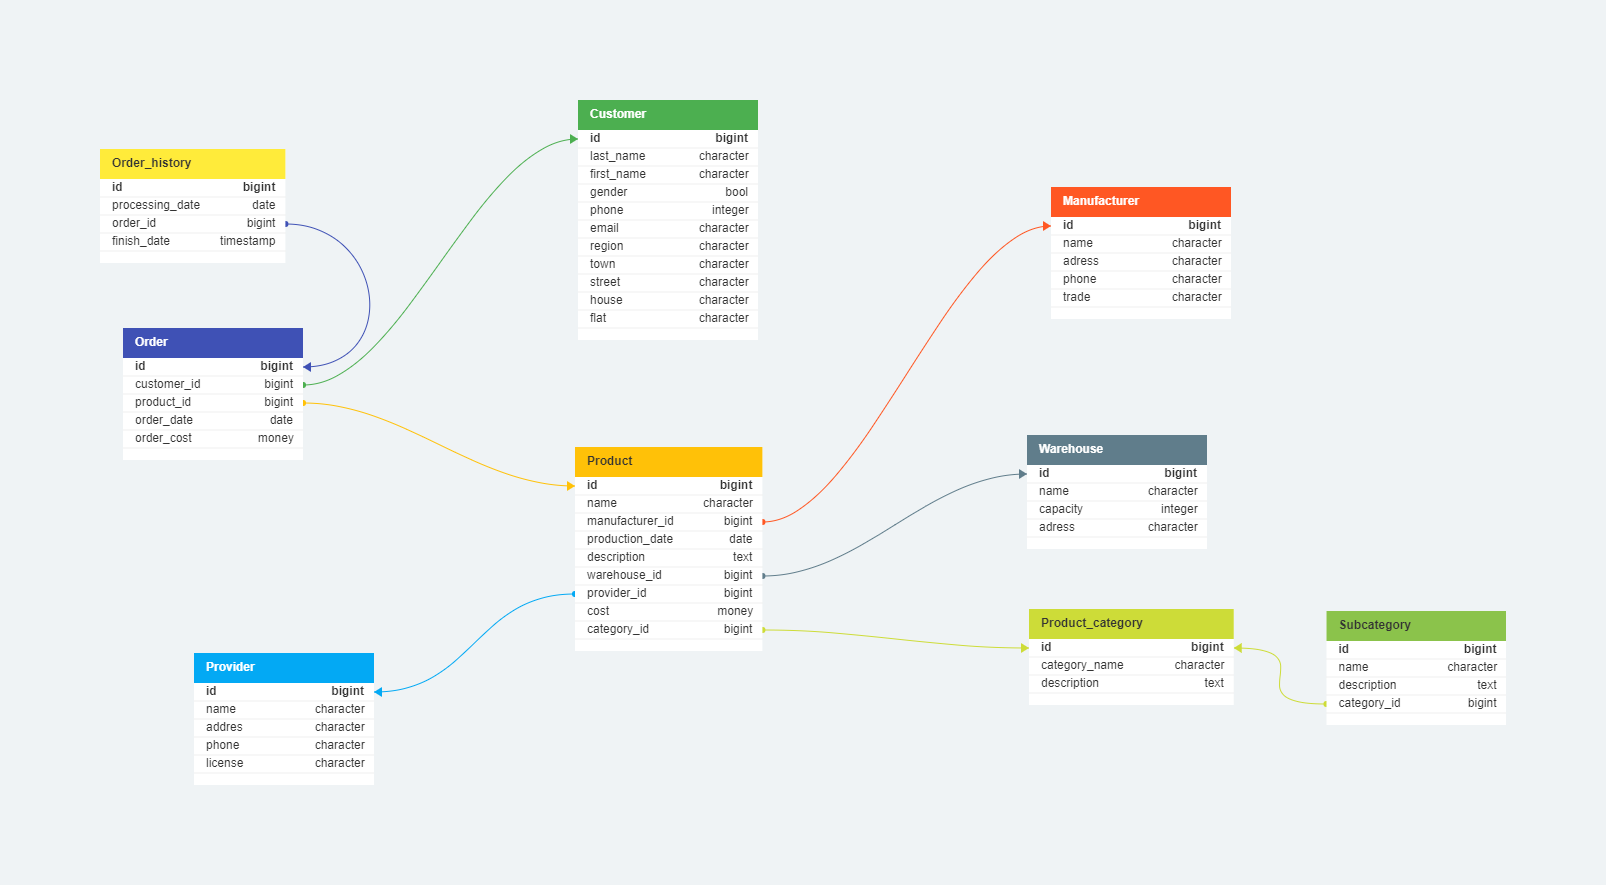 Order_history
id bigint
processing_date date
order_id bigint
finish_date timestamp
Order
id bigint
customer_id bigint
product_id bigint
order_date date
order_cost money
Provider
id bigint
name character
addres character
phone character
license character
Customer
id bigint
last_name character
first_name character
gender bool
phone integer
email character
region character
town character
street character
house character
flat character
Product
id bigint
name character
manufacturer_id bigint
production_date date
description text
warehouse_id bigint
provider_id bigint
cost money
category_id bigint
Manufacturer
id bigint
name character
adress character
phone character
trade character
Warehouse
id bigint
name character
capacity integer
adress character
Product_category
id bigint
category_name character
description text
Subcategory
id bigint
name character
description text
category_id bigint